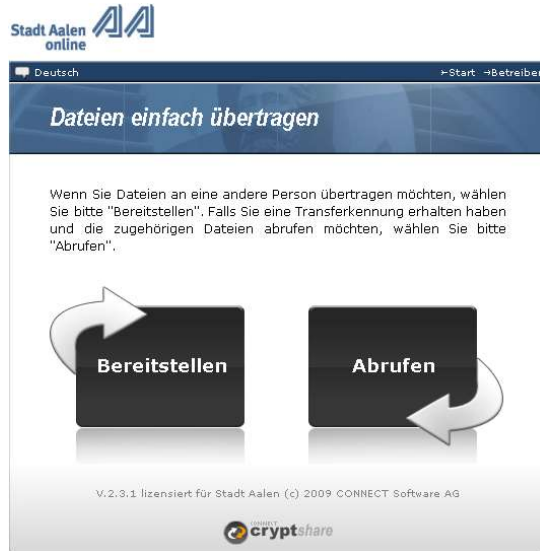 Stadt Aalen
online
Deutsch
Start
Betreiber
Dateien einfach übertragen
Wenn Sie Dateien an eine andere Person übertragen möchten, wählen
Sie bitte "Bereitstellen". Falls Sie eine Transferkennung erhalten haben
und die zugehörigen Dateien abrufen möchten, wählen Sie bitte
"Abrufen".
Bereitstellen
Abrufen
V.2.3.1 lizensiert für Stadt Aalen (c) 2009 CONNECT Software AG
CONNECT
cryptshare